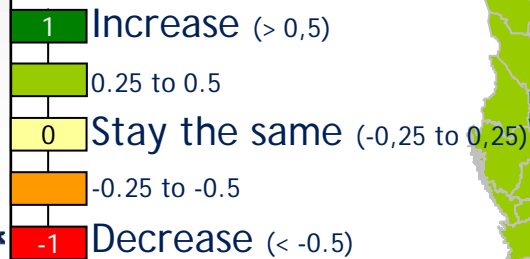 1 Increase (> 0,5)
0.25 to 0.5
0 Stay the same (-0,25 to 0,25)
-0.25 to -0.5
-1 Decrease (< -0.5)